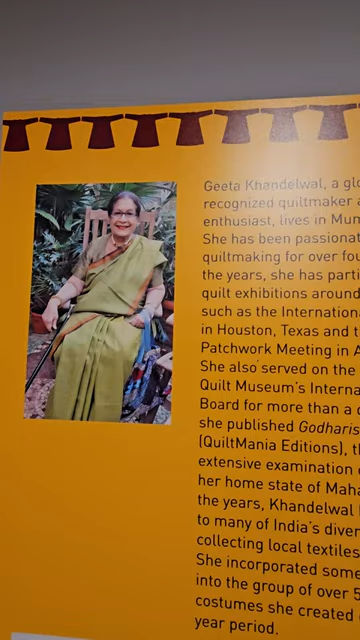 Geeta Khandelwal, a glo
recognized quiltmaker a
enthusiast, lives in Mum
She has been passionat
quiltmaking for over fou
the years, she has parti
quilt exhibitions around
such as the Internationa
in Houston, Texas and t
Patchwork Meeting in A
She also served on the
Quilt Museum's Interna
Board for more than a d
she published Godharis
(QuiltMania Editions), th
extensive examination o
her home state of Maha
the years, Khandelwal
to many of India's diver
collecting local textiles
She incorporated some
into the group of over 5
costumes she created
year period.